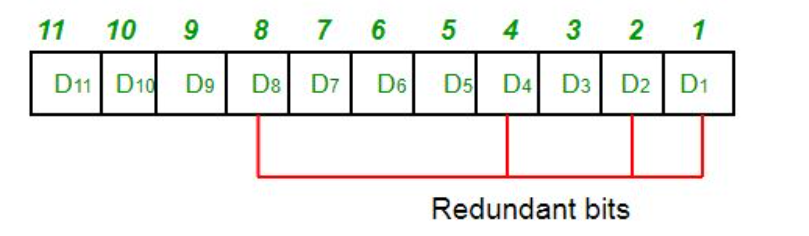 11 10 9 8 7 6 5 4 3 2 1
D11 D10 D9 D8 D7 D6 D5 D4 D3 D2 D1
Redundant bits